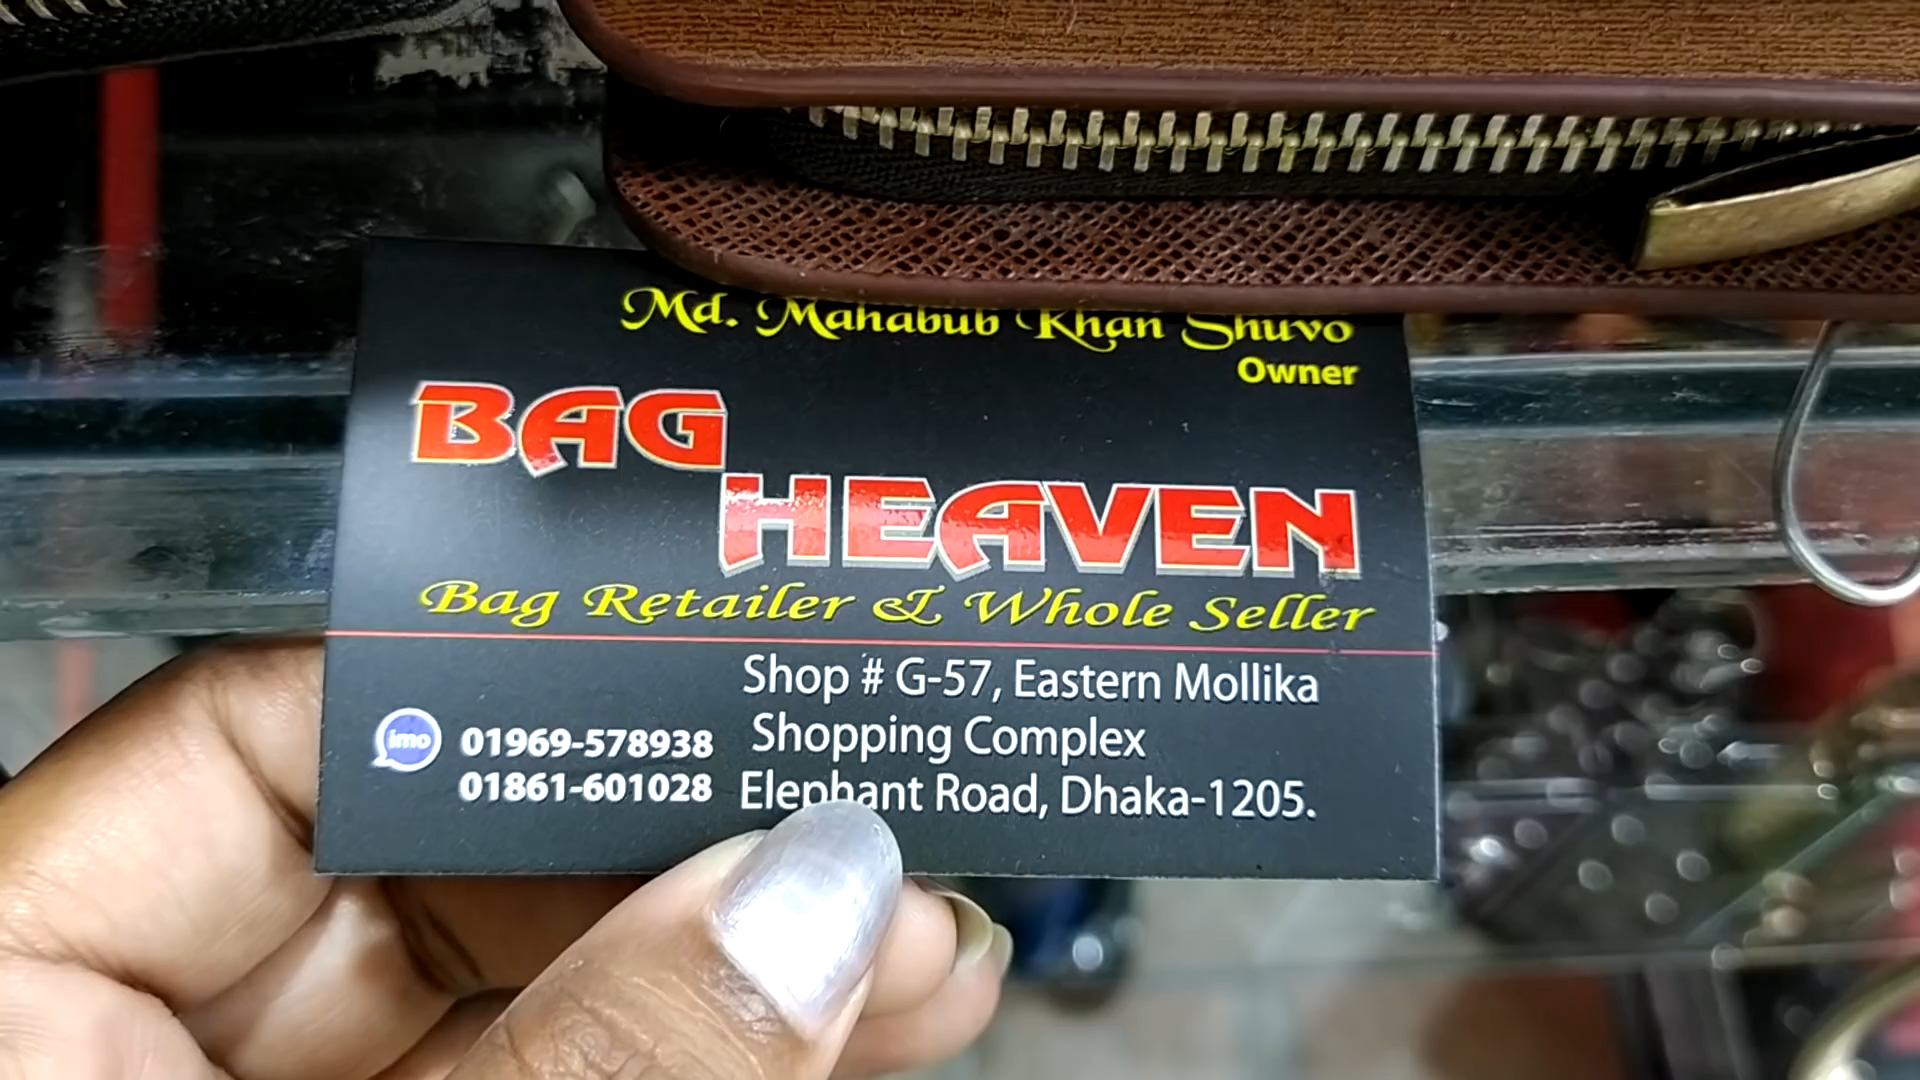 Md. Mahabub Khan Shuvo
Owner
BAG
HEAVEN
Bag Retailer & Whole Seller
Shop # G-57, Eastern Mollika
Shopping Complex
Elephant Road, Dhaka-1205.
imo
01969-578938
01861-601028